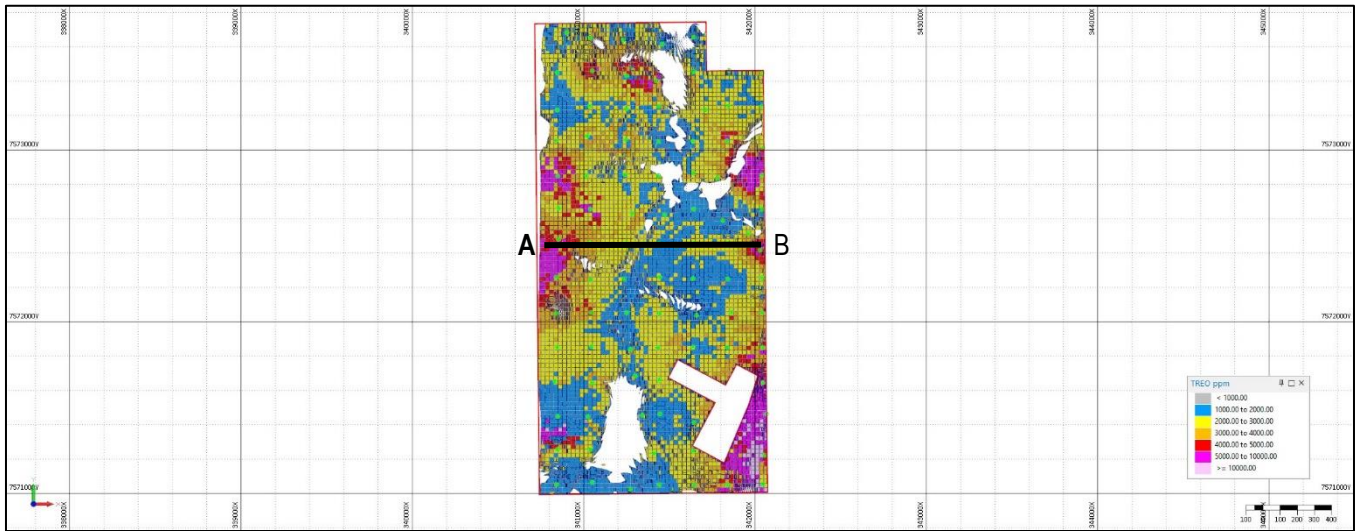 338000X
339000X
340000X
341000X
342000X
343000X
344000X
345000X
7573000Y
7573000Y
A
B
7572000Y
7572000Y
TREO ppm
< 1000.00
1000.00 to 2000.00
2000.00 to 3000.00
3000.00 to 4000.00
4000.00 to 5000.00
5000.00 to 10000.00
>= 10000.00
7571000Y
7571000Y
338000X
339000X
340000X
341000X
342000X
343000X
345000X
100 0 100 200 300 400